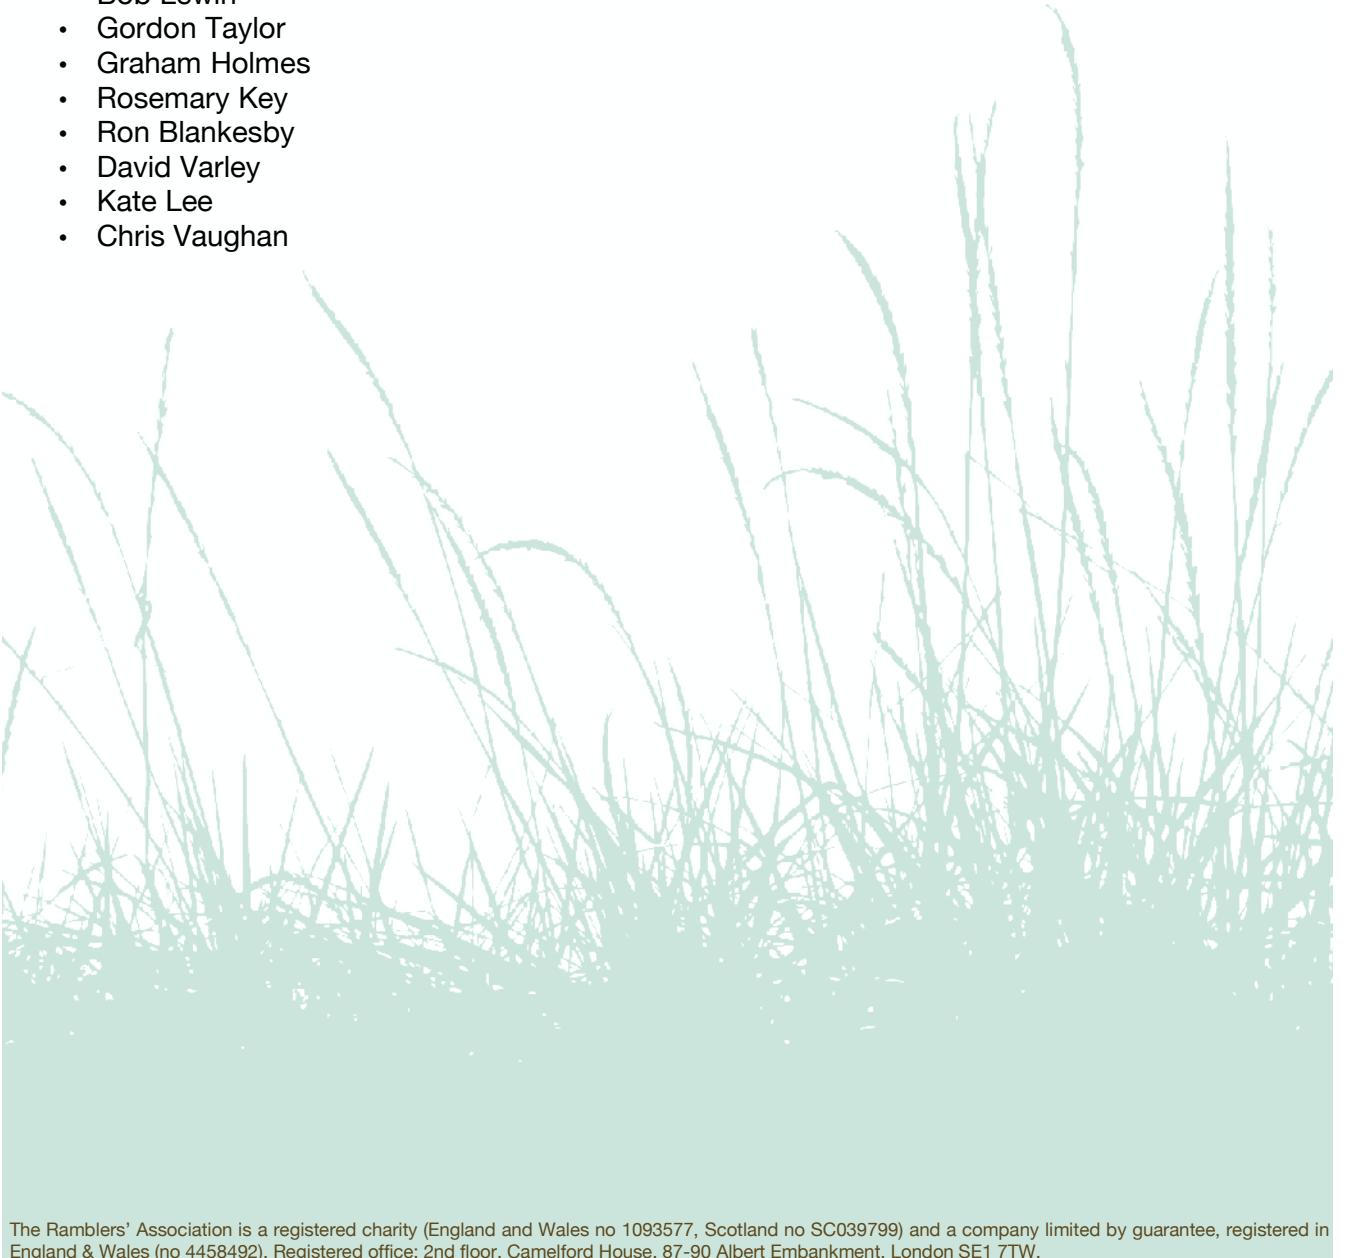 • Gordon Taylor
• Graham Holmes
• Rosemary Key
• Ron Blankesby
• David Varley
• Kate Lee
• Chris Vaughan
The Ramblers’ Association is a registered charity (England and Wales no 1093577, Scotland no SC039799) and a company limited by guarantee, registered in
England & Wales (no 4458492). Registered office: 2nd floor, Camelford House, 87-90 Albert Embankment, London SE1 7TW.